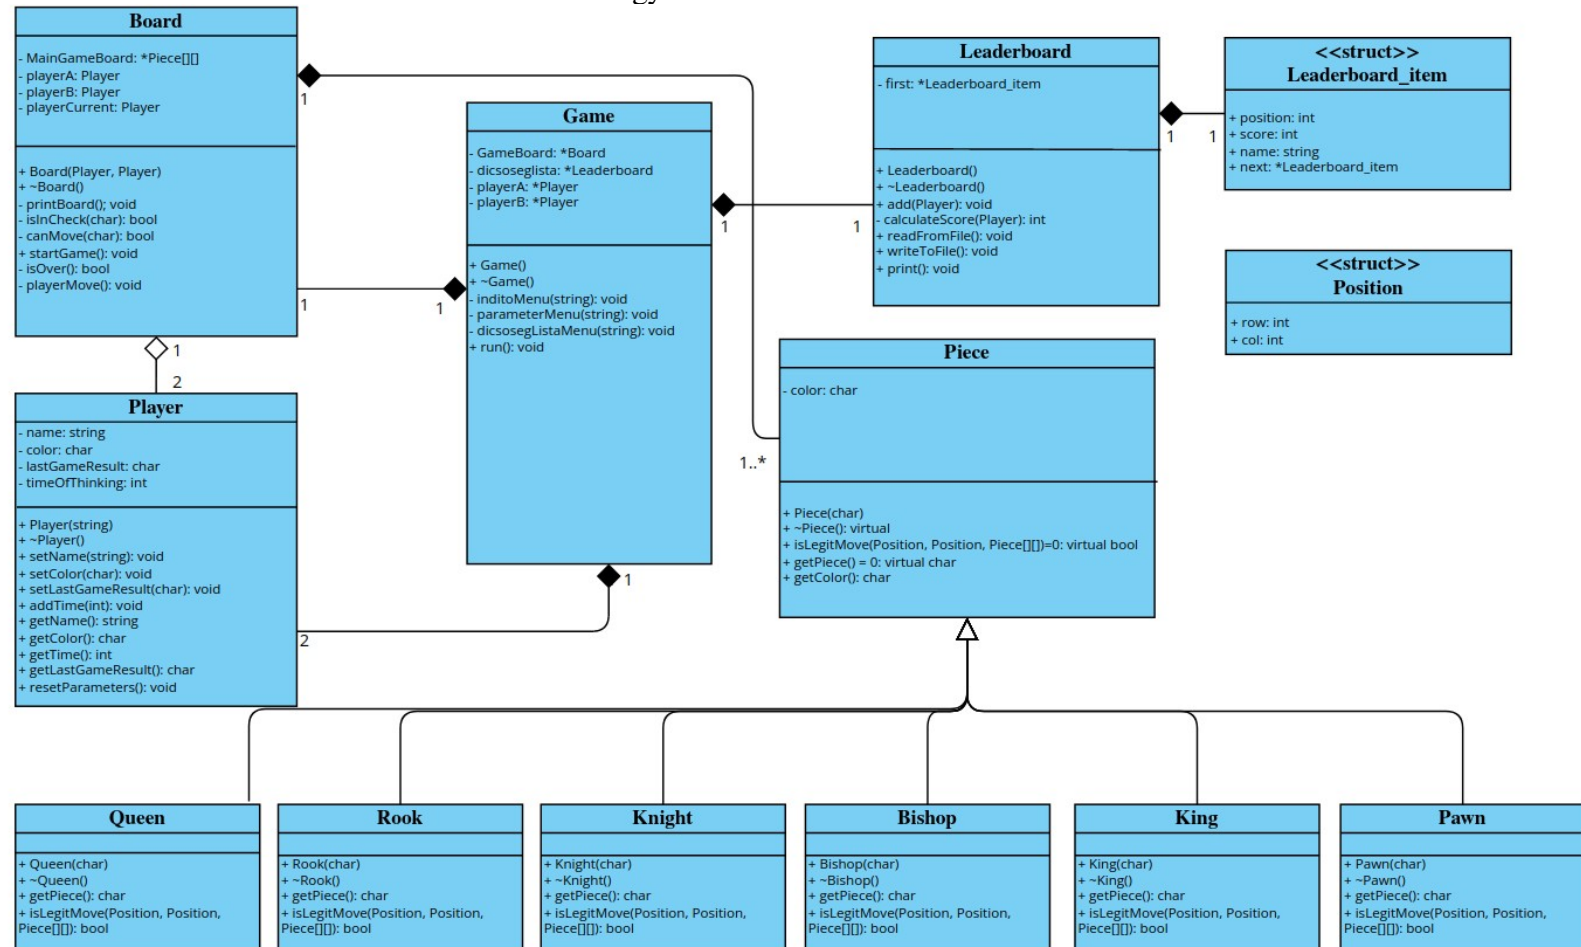 Board
- MainGameBoard: *Piece[][]
- playerA: Player
- playerB: Player
- playerCurrent: Player
+ Board(Player, Player)
+ ~Board()
- printBoard(); void
- isInCheck(char): bool
- canMove(char): bool
+ startGame(): void
- isOver(): bool
- playerMove(): void
1
1
1
2
Player
- name: string
- color: char
- lastGameResult: char
- timeOfThinking: int
+ Player(string)
+ ~Player()
+ setName(string): void
+ setColor(char): void
+ setLastGameResult(char): void
+ addTime(int): void
+ getName(): string
+ getColor(): char
+ getTime(): int
+ getLastGameResult(): char
+ resetParameters(): void
2
Game
- GameBoard: *Board
- dicsoseglista: *Leaderboard
- playerA: *Player
- playerB: *Player
+ Game()
+ ~Game()
- inditoMenu(string): void
- parameterMenu(string): void
- dicsosegListaMenu(string): void
+ run(): void
1
1
1
Leaderboard
- first: *Leaderboard_item
+ Leaderboard()
+ ~Leaderboard()
+ add(Player): void
- calculateScore(Player): int
+ readFromFile(): void
+ writeToFile(): void
+ print(): void
1
1
1
<<struct>>
Leaderboard_item
+ position: int
+ score: int
+ name: string
+ next: *Leaderboard_item
<<struct>>
Position
+ row: int
+ col: int
1..*
Piece
- color: char
+ Piece(char)
+ ~Piece(): virtual
+ isLegitMove(Position, Position, Piece[][])=0: virtual bool
+ getPiece() = 0: virtual char
+ getColor(): char
Queen
+ Queen(char)
+ ~Queen()
+ getPiece(): char
+ isLegitMove(Position, Position,
Piece[][]): bool
Rook
+ Rook(char)
+ ~Rook()
+ getPiece(): char
+ isLegitMove(Position, Position,
Piece[][]): bool
Knight
+ Knight(char)
+ ~Knight()
+ getPiece(): char
+ isLegitMove(Position, Position,
Piece[][]): bool
Bishop
+ Bishop(char)
+ ~Bishop()
+ getPiece(): char
+ isLegitMove(Position, Position,
Piece[][]): bool
King
+ King(char)
+ ~King()
+ getPiece(): char
+ isLegitMove(Position, Position,
Piece[][]): bool
Pawn
+ Pawn(char)
+ ~Pawn()
+ getPiece(): char
+ isLegitMove(Position, Position,
Piece[][]): bool